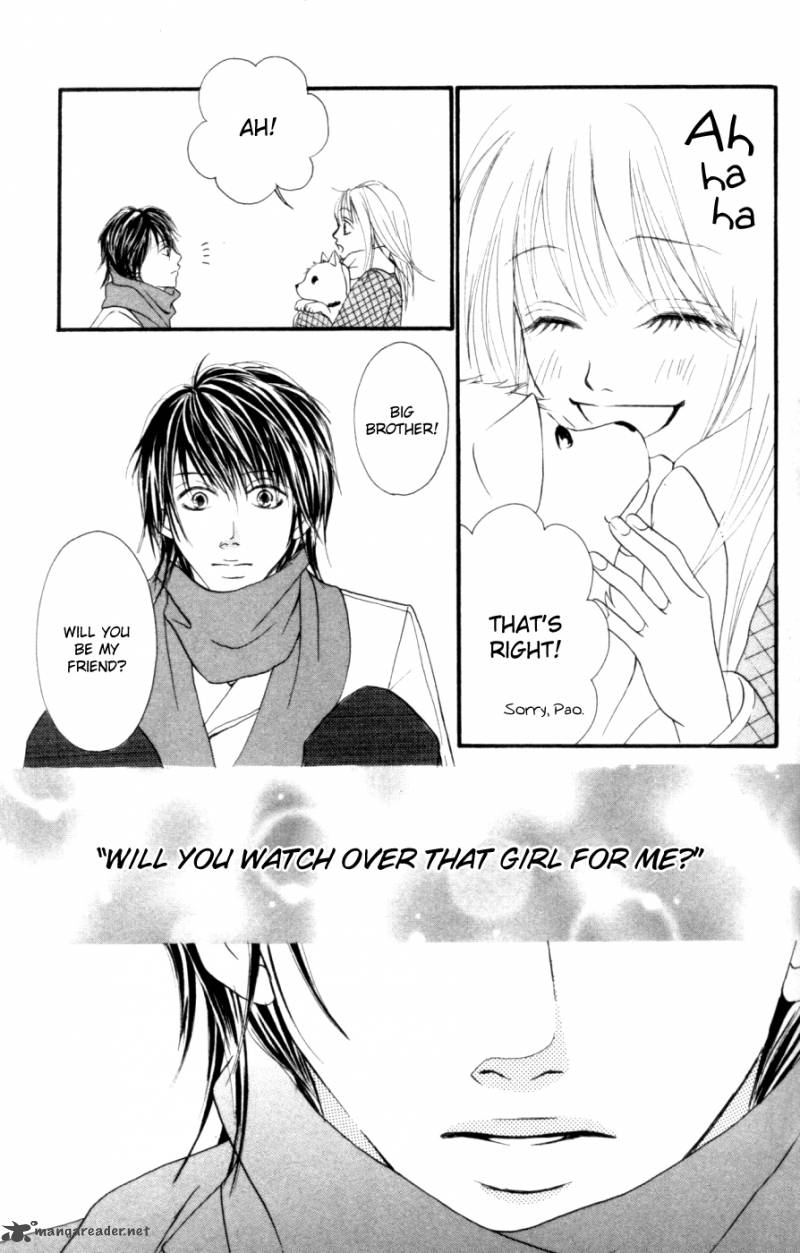 Ah
ha
ha
THAT'S
RIGHT!
Sorry, Pao.
AH!
BIG
BROTHER!
WILL YOU
BE MY
FRIEND?
"WILL YOU WATCH OVER THAT GIRL FOR ME?"
mangareader.net